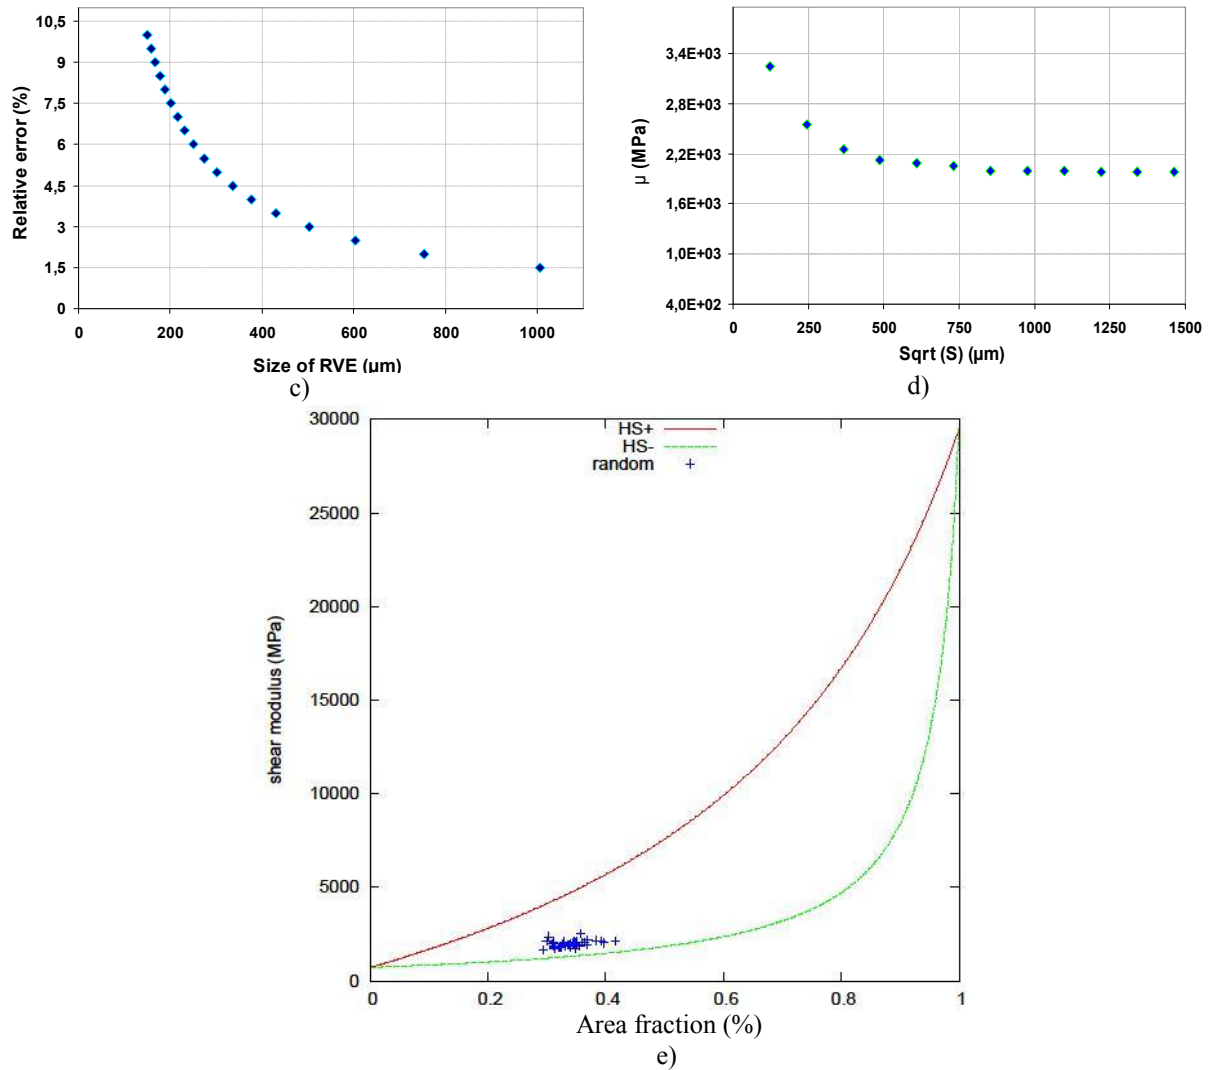 10,5
9
7,5
6
4,5
3
1,5
0
Relative error (%)
0 200 400 600 800 1000
Size of RVE (µm)
c)
3,4E+03
2,8E+03
2,2E+03
1,6E+03
1,0E+03
4,0E+02
µ (MPa)
0 250 500 750 1000 1250 1500
Sqrt (S) (µm)
d)
30000
25000
20000
15000
10000
5000
0
shear modulus (MPa)
HS+
HS-
random
0 0.2 0.4 0.6 0.8 1
Area fraction (%)
e)